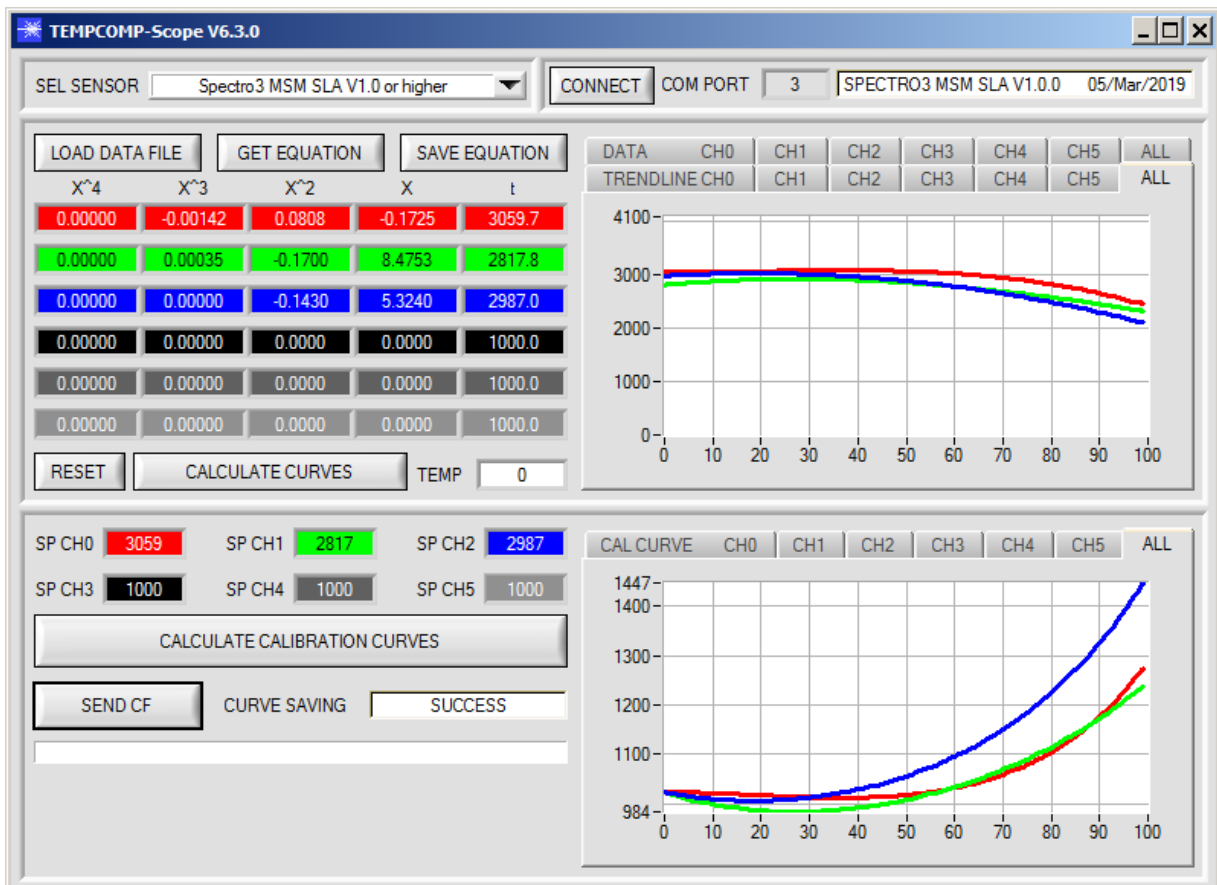 TEMPCOMP-Scope V6.3.0
SEL SENSOR Spectro3 MSM SLA V1.0 or higher CONNECT COM PORT 3 SPECTRO3 MSM SLA V1.0.0 05/Mar/2019
LOAD DATA FILE GET EQUATION SAVE EQUATION
X^4 X^3 X^2 X t
0.00000 -0.00142 0.0808 -0.1725 3059.7
0.00000 0.00035 -0.1700 8.4753 2817.8
0.00000 0.00000 -0.1430 5.3240 2987.0
0.00000 0.00000 0.0000 0.0000 1000.0
0.00000 0.00000 0.0000 0.0000 1000.0
0.00000 0.00000 0.0000 0.0000 1000.0
RESET CALCULATE CURVES TEMP 0
DATA CH0 CH1 CH2 CH3 CH4 CH5 ALL
TRENDLINE CH0 CH1 CH2 CH3 CH4 CH5 ALL
4100
3000
2000
1000
0
0 10 20 30 40 50 60 70 80 90 100
SP CH0 3059 SP CH1 2817 SP CH2 2987
SP CH3 1000 SP CH4 1000 SP CH5 1000
CALCULATE CALIBRATION CURVES
SEND CF CURVE SAVING SUCCESS
CAL CURVE CH0 CH1 CH2 CH3 CH4 CH5 ALL
1447
1400
1300
1200
1100
984
0 10 20 30 40 50 60 70 80 90 100